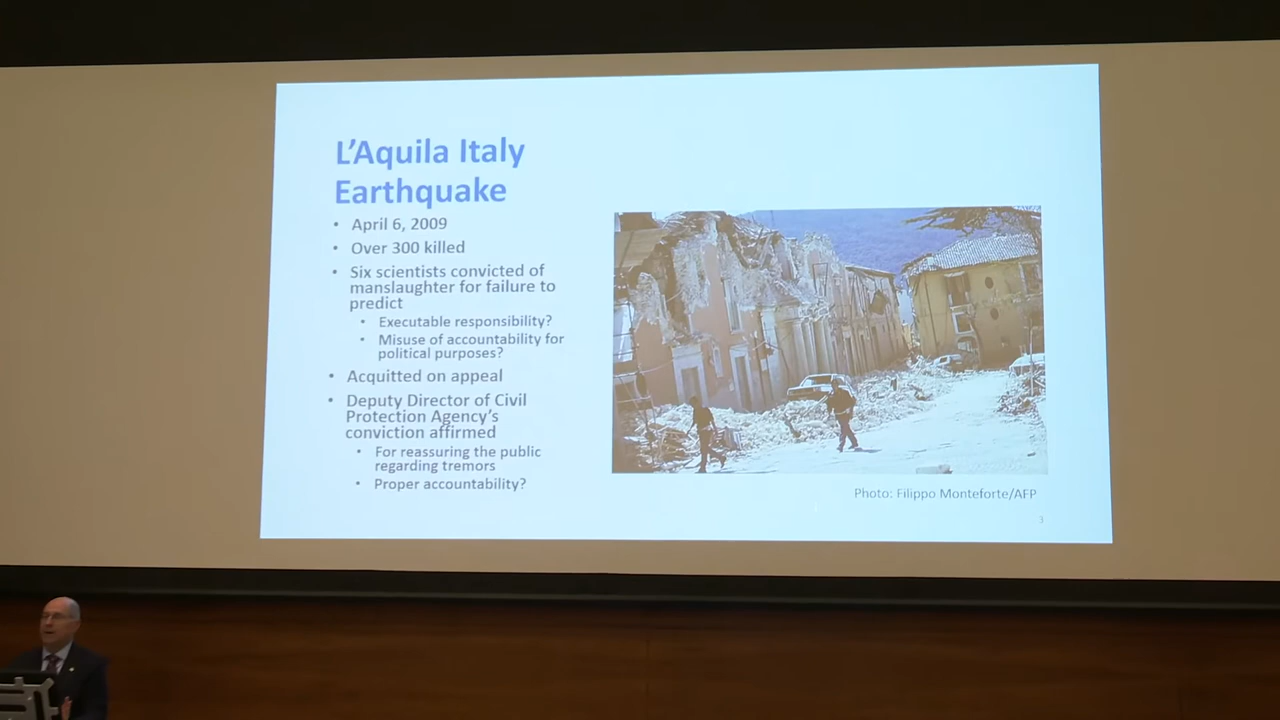 L'Aquila Italy
Earthquake
• April 6, 2009
• Over 300 killed
• Six scientists convicted of
manslaughter for failure to
predict
• Executable responsibility?
• Misuse of accountability for
political purposes?
• Acquitted on appeal
• Deputy Director of Civil
Protection Agency's
conviction affirmed
• For reassuring the public
regarding tremors
• Proper accountability?
Photo: Filippo Monteforte/AFP
3